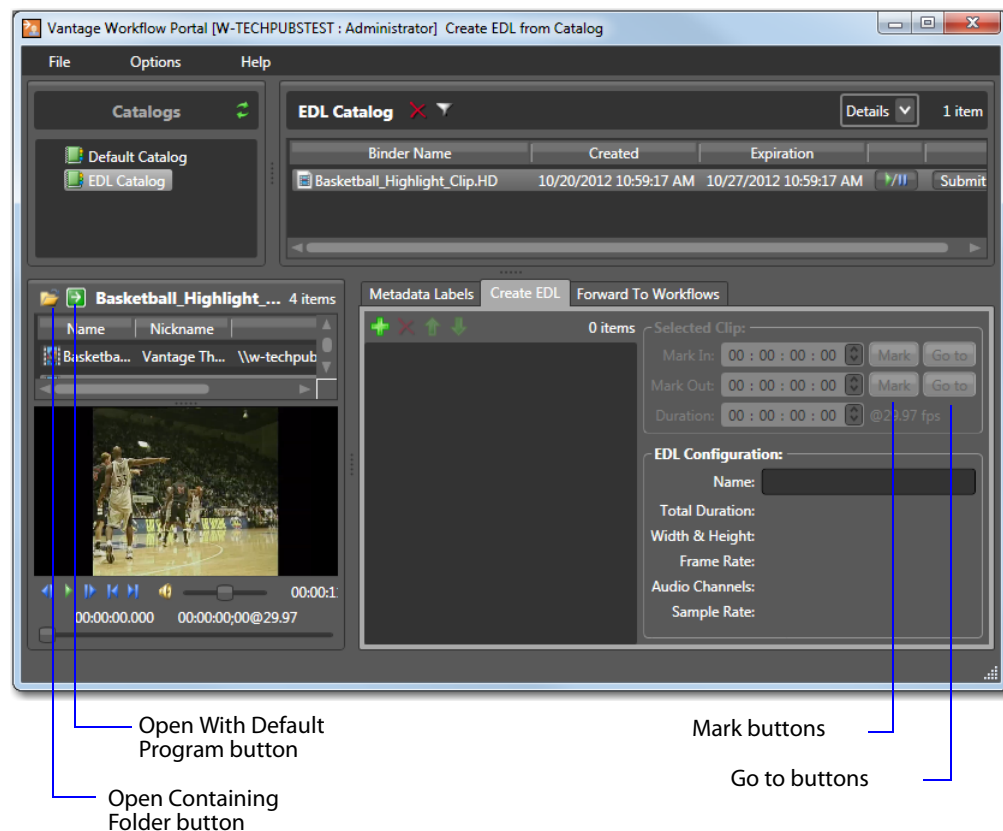 Vantage Workflow Portal [W-TECHPUBSTEST : Administrator] Create EDL from Catalog
File Options Help
Catalogs
Default Catalog
EDL Catalog
EDL Catalog Details 1 item
Binder Name Created Expiration
Basketball_Highlight_Clip.HD 10/20/2012 10:59:17 AM 10/27/2012 10:59:17 AM Submit
Basketball_Highlight_... 4 items
Name Nickname
Basketba... Vantage Th... \\w-techpub
00:00:1
00:00:00.000 00:00:00;00@29.97
Metadata Labels Create EDL Forward To Workflows
0 items
Selected Clip:
Mark In: 00 : 00 : 00 : 00 Mark Go to
Mark Out: 00 : 00 : 00 : 00 Mark Go to
Duration: 00 : 00 : 00 : 00 @29.97 fps
EDL Configuration:
Name:
Total Duration:
Width & Height:
Frame Rate:
Audio Channels:
Sample Rate:
Open With Default
Program button
Open Containing
Folder button
Mark buttons
Go to buttons